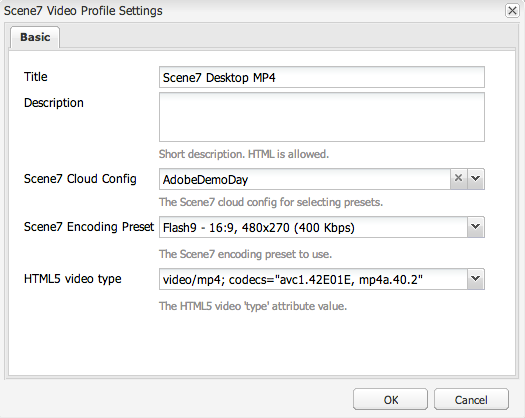 Scene7 Video Profile Settings
Basic
Title
Scene7 Desktop MP4
Description
Short description. HTML is allowed.
Scene7 Cloud Config
AdobeDemoDay
The Scene7 cloud config for selecting presets.
Scene7 Encoding Preset
Flash9 - 16:9, 480x270 (400 Kbps)
The Scene7 encoding preset to use.
HTML5 video type
video/mp4; codecs="avc1.42E01E, mp4a.40.2"
The HTML5 video 'type' attribute value.
OK
Cancel